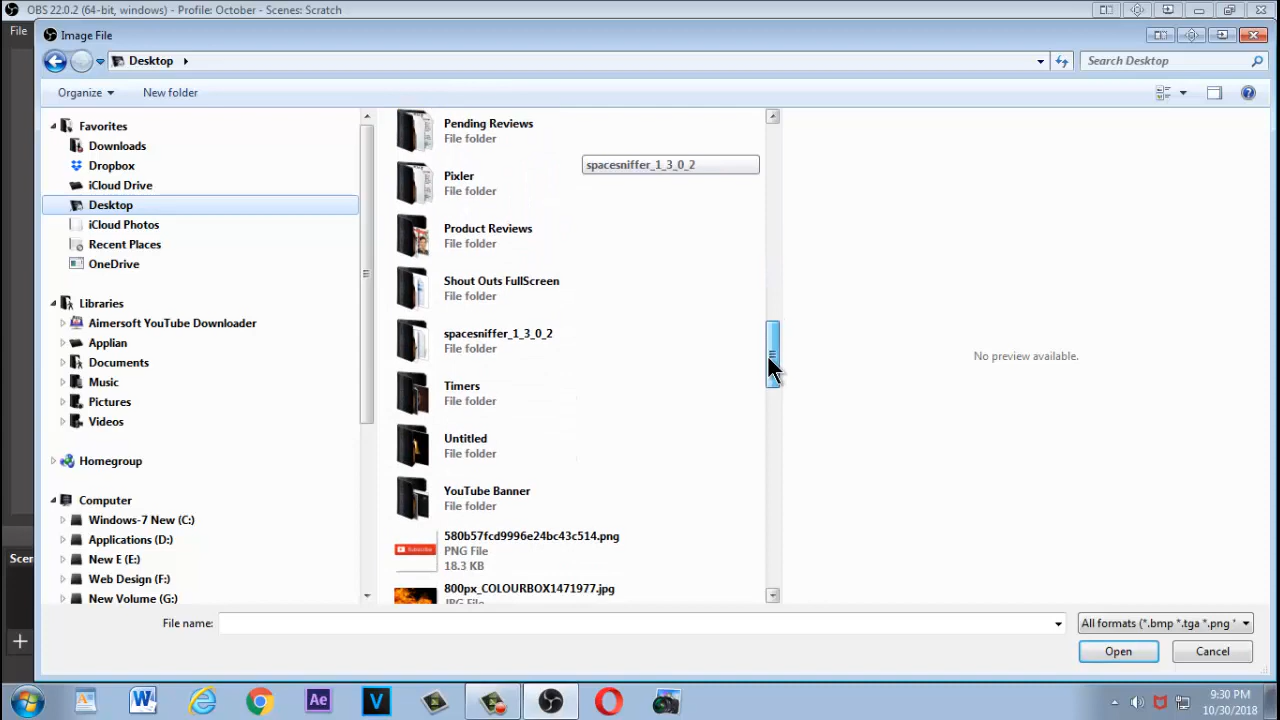 OBS 22.0.2 (64-bit, windows) - Profile: October - Scenes: Scratch
File
Image File
Desktop
Search Desktop
Organize
New folder
Favorites
Downloads
Dropbox
iCloud Drive
Desktop
iCloud Photos
Recent Places
OneDrive
Libraries
Aimersoft YouTube Downloader
Applian
Documents
Music
Pictures
Videos
Homegroup
Computer
Windows-7 New (C:)
Applications (D:)
New E (E:)
Web Design (F:)
New Volume (G:)
Pending Reviews
File folder
spacesniffer_1_3_0_2
Pixler
File folder
Product Reviews
File folder
Shout Outs FullScreen
File folder
spacesniffer_1_3_0_2
File folder
Timers
File folder
Untitled
File folder
YouTube Banner
File folder
580b57fcd9996e24bc43c514.png
PNG File
18.3 KB
800px_COLOURBOX1471977.jpg
JPG File
No preview available.
Scen
File name:
All formats (*.bmp *.tga *.png *
Open
Cancel
W
Ae
V
9:30 PM
10/30/2018